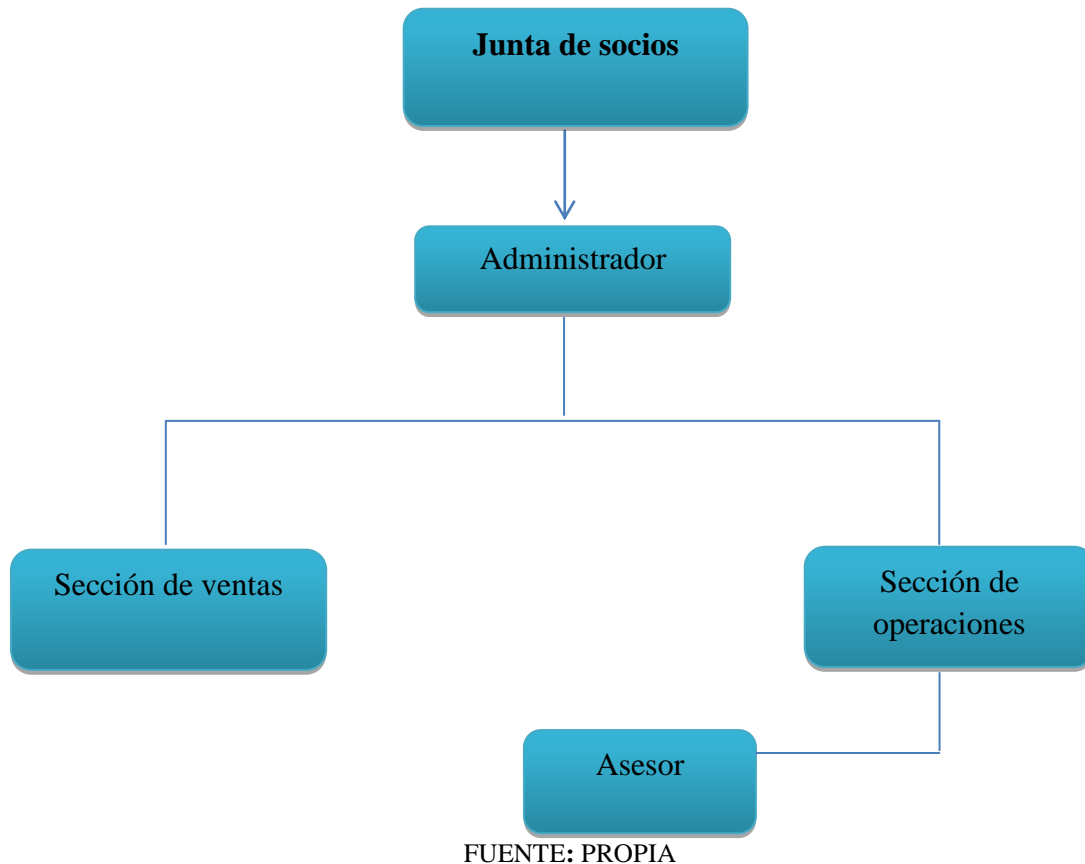 Junta de socios
Administrador
Sección de ventas
Sección de
operaciones
Asesor
FUENTE: PROPIA